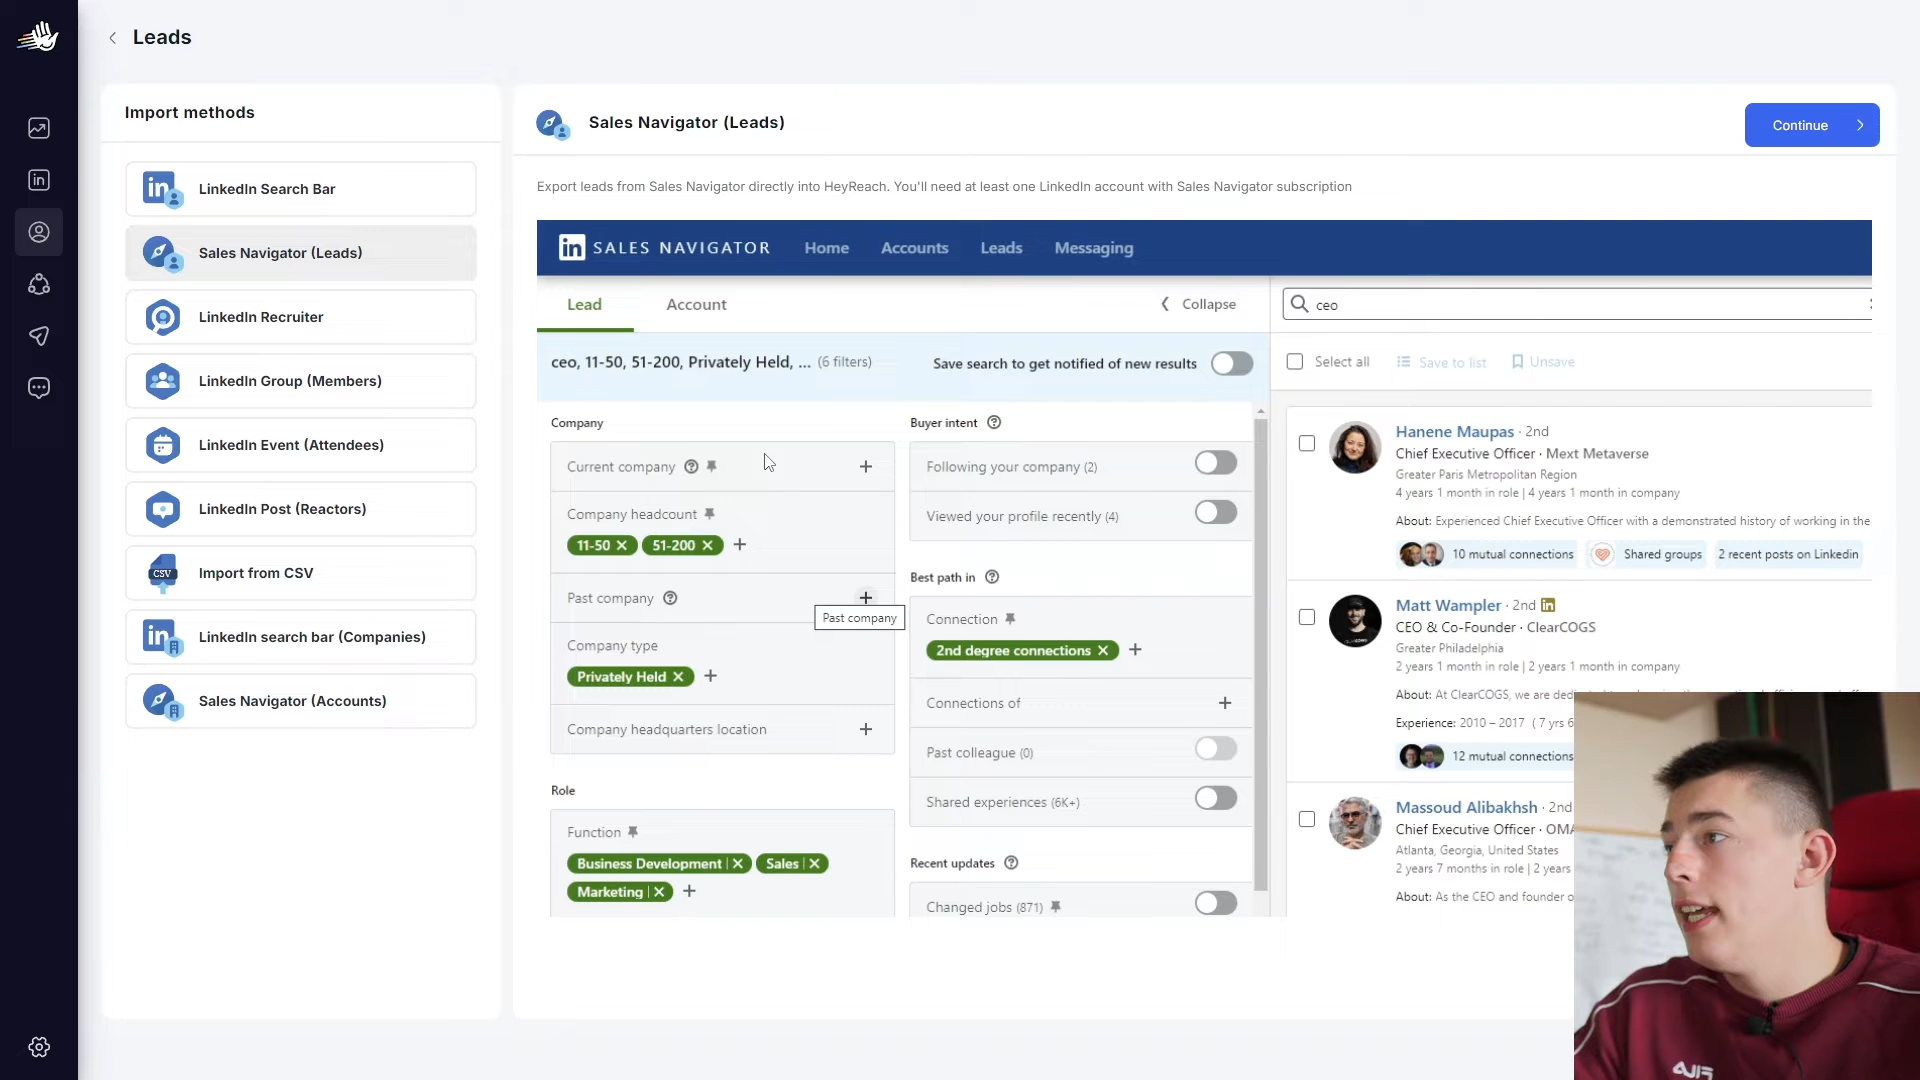 Leads
Import methods
LinkedIn Search Bar
Sales Navigator (Leads)
LinkedIn Recruiter
LinkedIn Group (Members)
LinkedIn Event (Attendees)
LinkedIn Post (Reactors)
CSV
Import from CSV
LinkedIn search bar (Companies)
Sales Navigator (Accounts)
Sales Navigator (Leads)
Continue
Export leads from Sales Navigator directly into HeyReach. You'll need at least one LinkedIn account with Sales Navigator subscription
in SALES NAVIGATOR Home Accounts Leads Messaging
Lead Account Collapse
ceo, 11-50, 51-200, Privately Held, ... (6 filters) Save search to get notified of new results
Company
Current company
Company headcount
11-50 51-200
Past company
Past company
Company type
Privately Held
Company headquarters location
Role
Function
Business Development Sales
Marketing
Buyer intent
Following your company (2)
Viewed your profile recently (4)
Best path in
Connection
2nd degree connections
Connections of
Past colleague (0)
Shared experiences (6K+)
Recent updates
Changed jobs (871)
ceo
Select all Save to list Unsave
Hanene Maupas · 2nd
Chief Executive Officer · Mext Metaverse
Greater Paris Metropolitan Region
4 years 1 month in role | 4 years 1 month in company
About: Experienced Chief Executive Officer with a demonstrated history of working in the
10 mutual connections Shared groups 2 recent posts on Linkedin
Matt Wampler · 2nd in
CEO & Co-Founder · ClearCOGS
Greater Philadelphia
2 years 1 month in role | 2 years 1 month in company
About: At ClearCOGS, we are
Experience: 2010 – 2017 (7 yrs 6
12 mutual connections
Massoud Alibakhsh · 2nd
Chief Executive Officer · OMA
Atlanta, Georgia, United States
2 years 7 months in role | 2 years
About: As the CEO and founder o
FILA